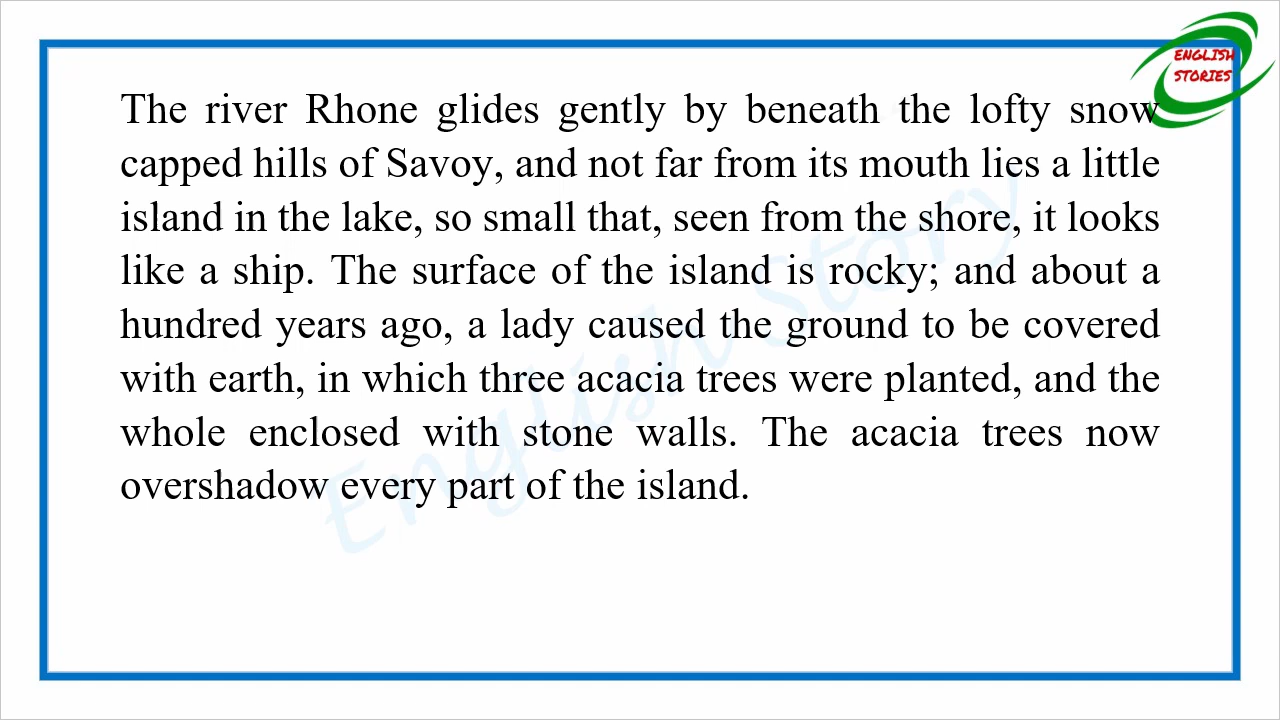 ENGLISH
STORIES
The river Rhone glides gently by beneath the lofty snow
capped hills of Savoy, and not far from its mouth lies a little
island in the lake, so small that, seen from the shore, it looks
like a ship. The surface of the island is rocky; and about a
hundred years ago, a lady caused the ground to be covered
with earth, in which three acacia trees were planted, and the
whole enclosed with stone walls. The acacia trees now
overshadow every part of the island.
English Story